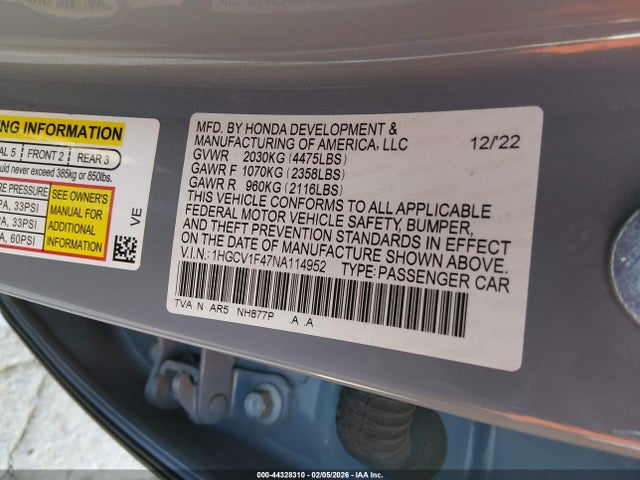 NG INFORMATION
AL 5 FRONT 2 REAR 3
ld never exceed 385kg or 850lbs.
E PRESSURE
PA, 33PSI
A, 33PSI
A, 60PSI
SEE OWNER'S
MANUAL FOR
ADDITIONAL
INFORMATION
VE
MFD. BY HONDA DEVELOPMENT &
MANUFACTURING OF AMERICA, LLC 12/'22
GVWR 2030KG (4475LBS)
GAWR F 1070KG (2358LBS)
GAWR R 960KG (2116LBS)
THIS VEHICLE CONFORMS TO ALL APPLICABLE
FEDERAL MOTOR VEHICLE SAFETY, BUMPER,
AND THEFT PREVENTION STANDARDS IN EFFECT
ON THE DATE OF MANUFACTURE SHOWN ABOVE.
V.I.N.: 1HGCV1F47NA114952 TYPE: PASSENGER CAR
TVA N AR5 NH877P .A .A
000-44328310 - 02/05/2026 - IAA, Inc.